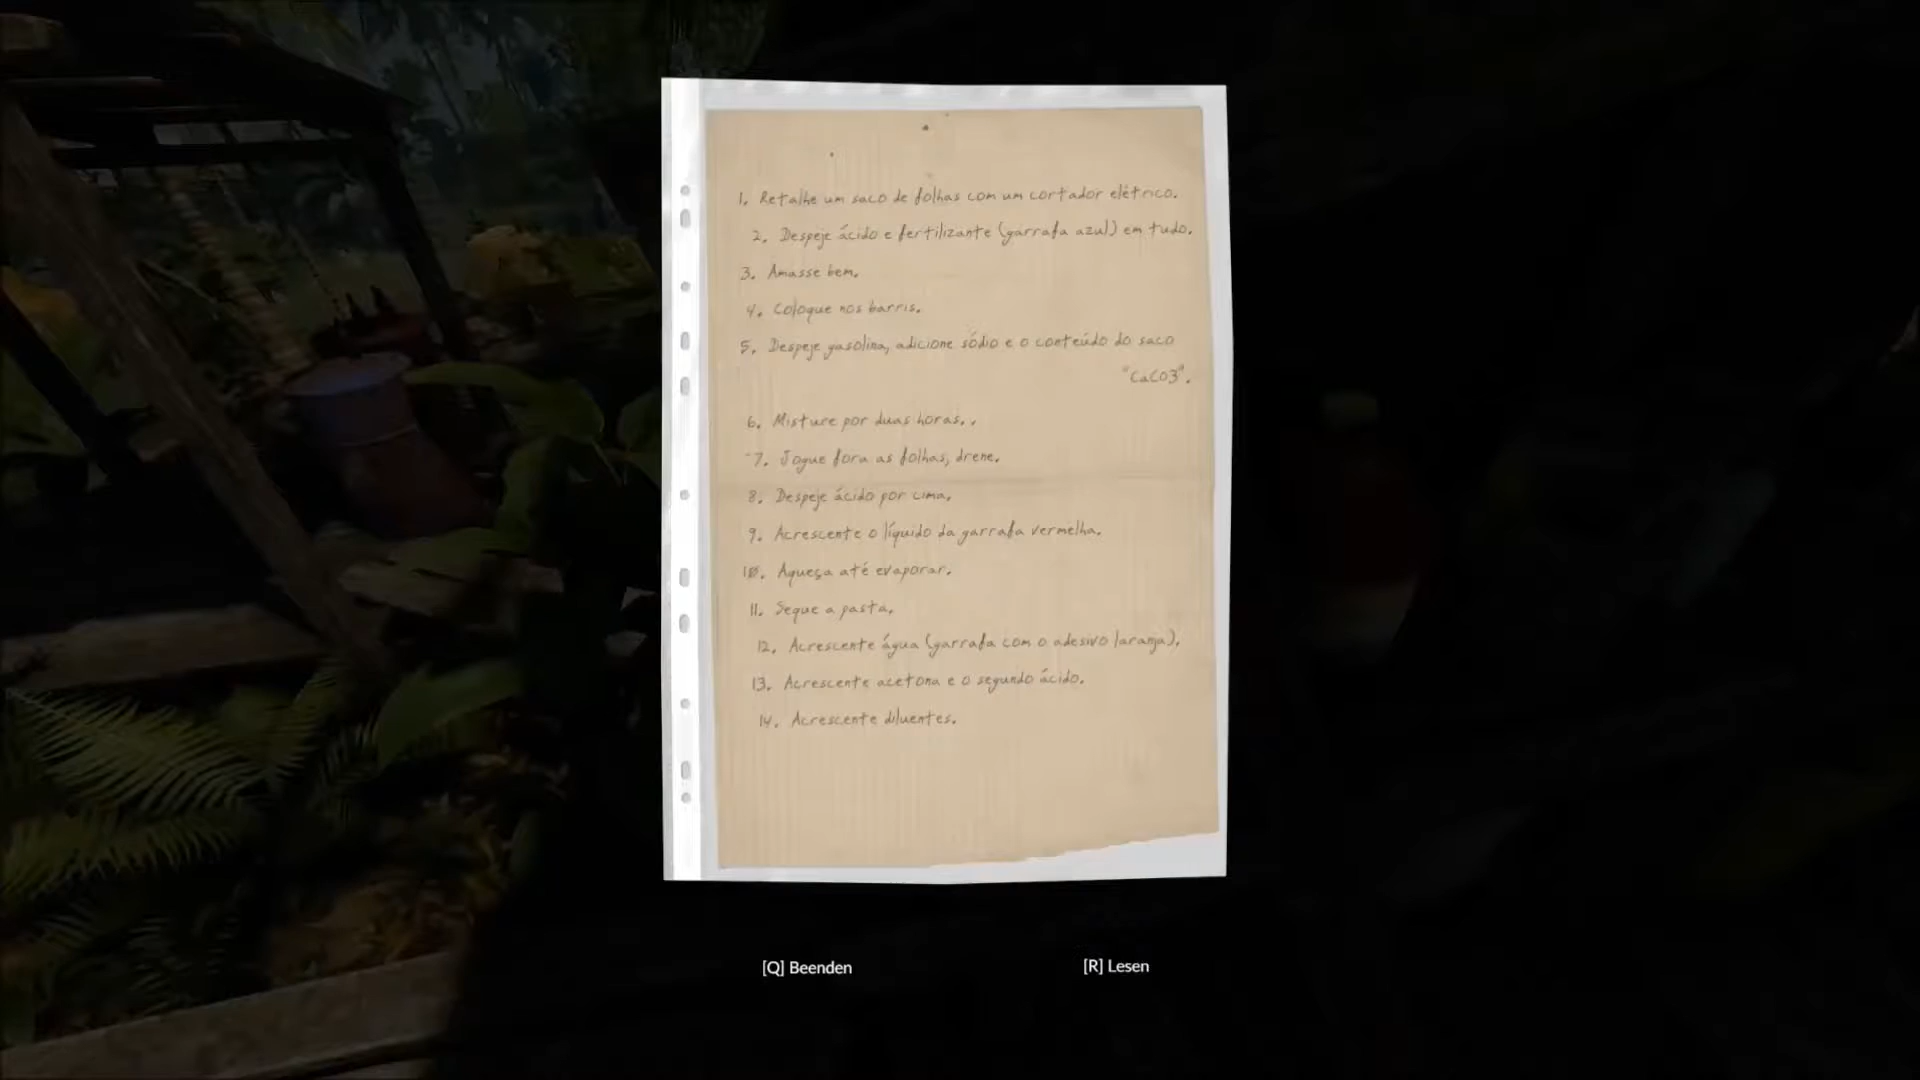 1. Retalhe um saco de folhas com um cortador elétrico.
2. Despeje ácido e fertilizante (garrafa azul) em tudo.
3. Amasse bem.
4. Coloque nos barris.
5. Despeje gasolina, adicione sódio e o conteúdo do saco
"CaCO3".
6. Misture por duas horas..
7. Jogue fora as folhas, drene.
8. Despeje ácido por cima.
9. Acrescente o líquido da garrafa vermelha.
10. Aqueça até evaporar.
11. Seque a pasta.
12. Acrescente água (garrafa com o adesivo laranja).
13. Acrescente acetona e o segundo ácido.
14. Acrescente diluentes.
[Q] Beenden [R] Lesen